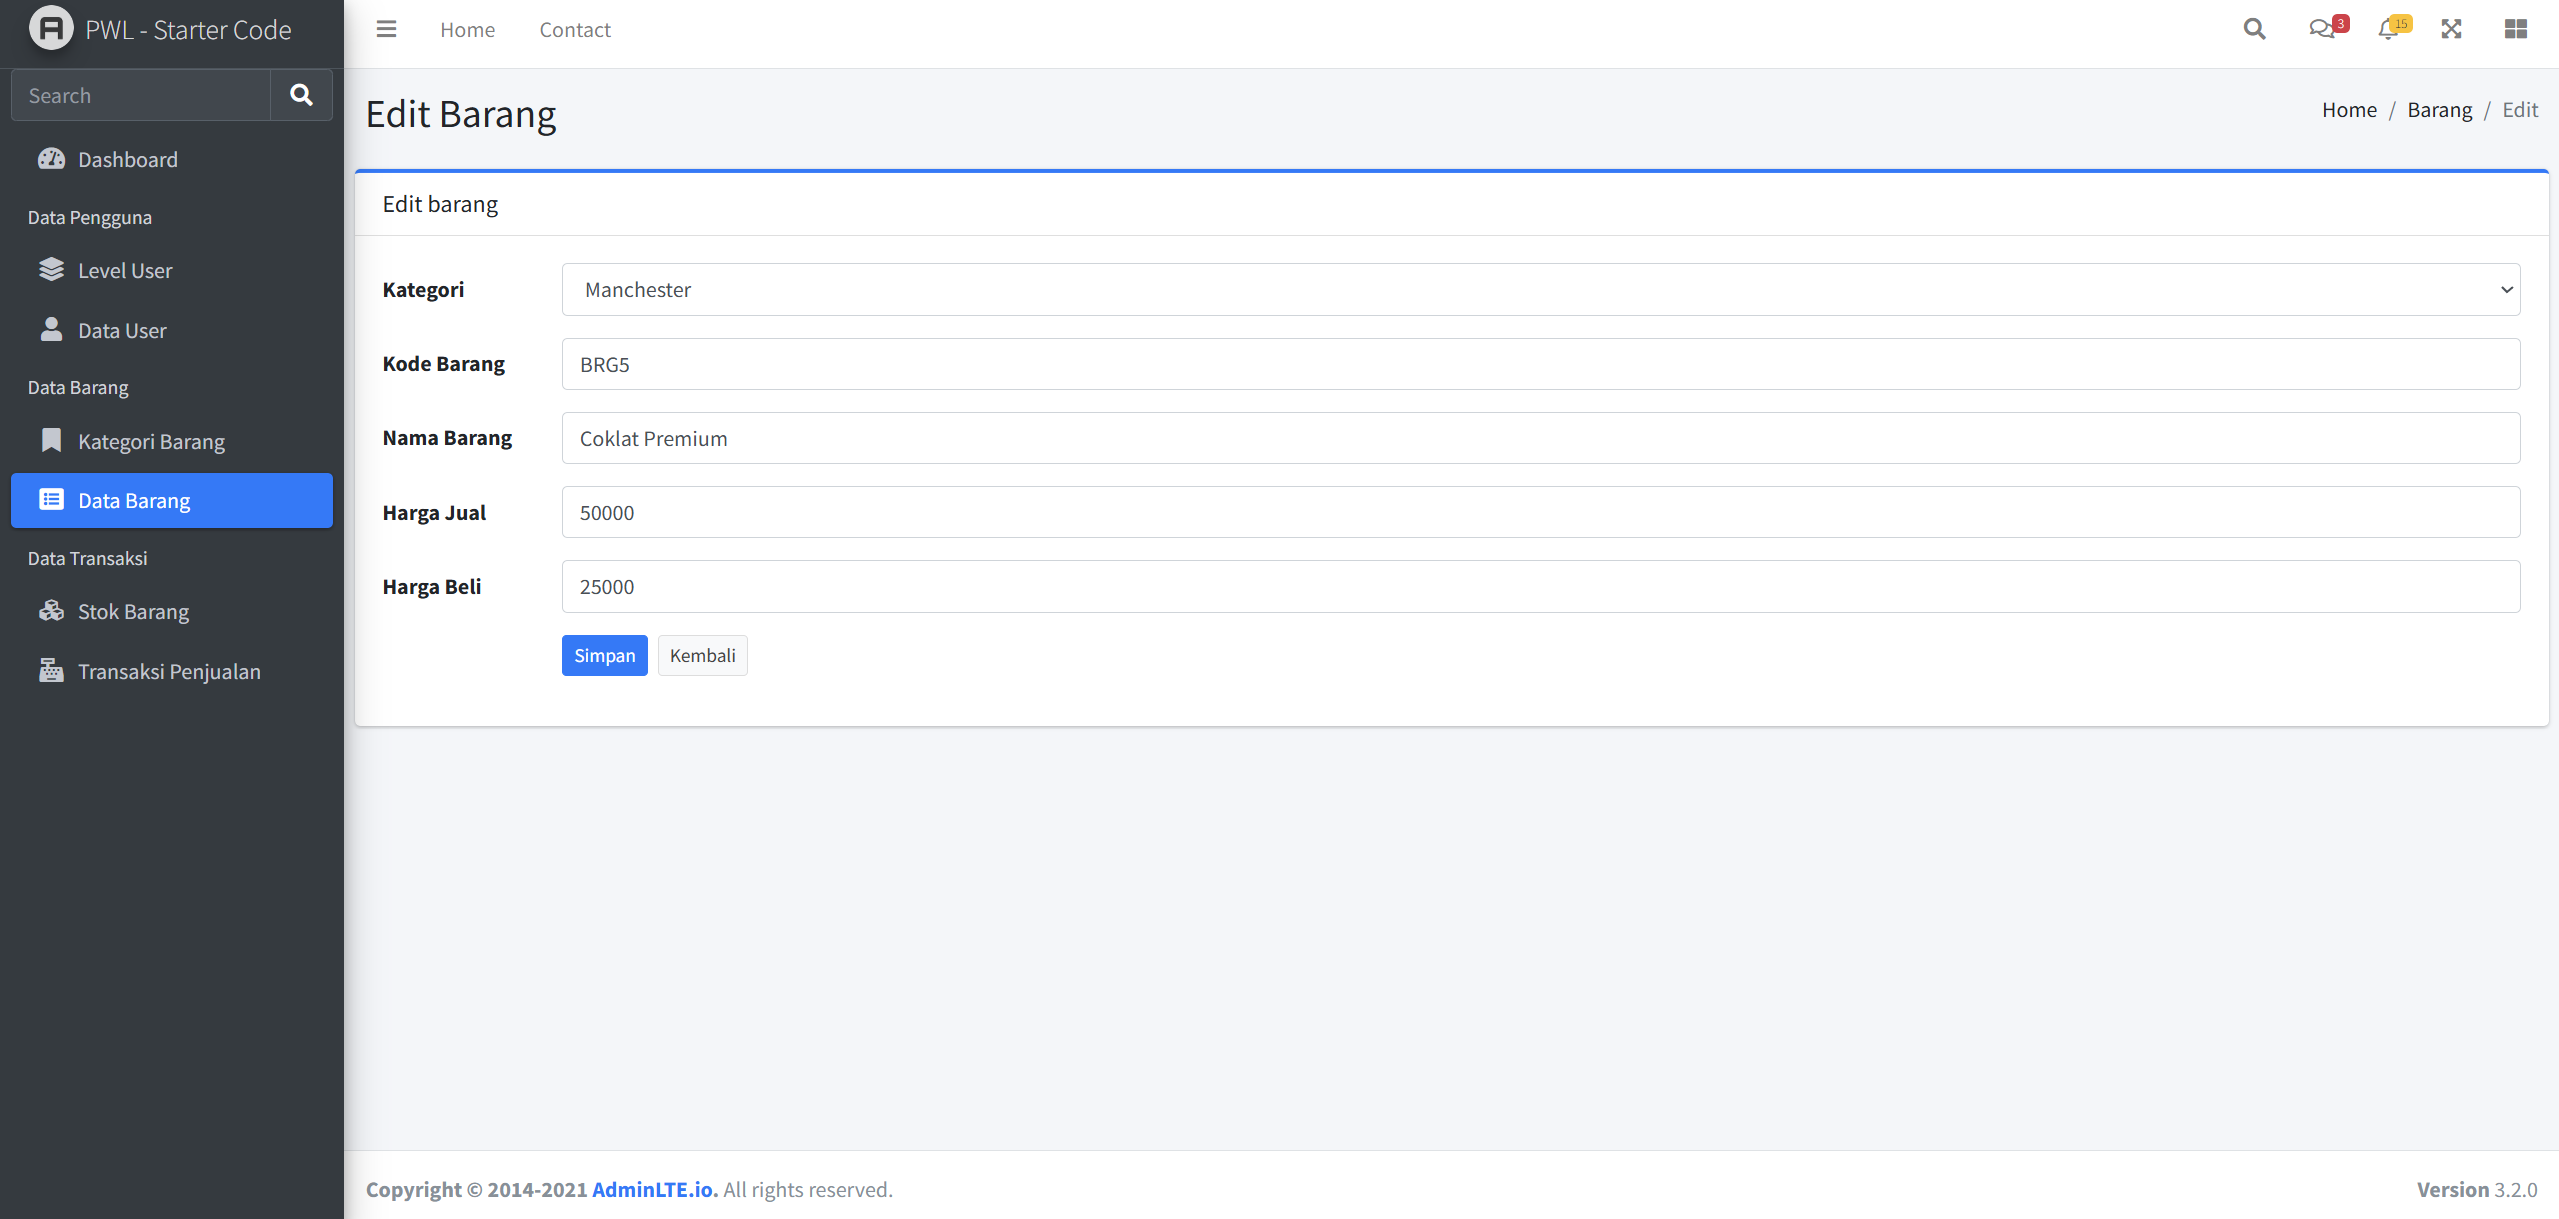 PWL - Starter Code
Home
Contact
3
15
Search
Edit Barang
Home / Barang / Edit
Dashboard
Data Pengguna
Level User
Data User
Data Barang
Kategori Barang
Data Barang
Data Transaksi
Stok Barang
Transaksi Penjualan
Edit barang
Kategori
Manchester
Kode Barang
BRG5
Nama Barang
Coklat Premium
Harga Jual
50000
Harga Beli
25000
Simpan
Kembali
Copyright © 2014-2021 AdminLTE.io. All rights reserved.
Version 3.2.0